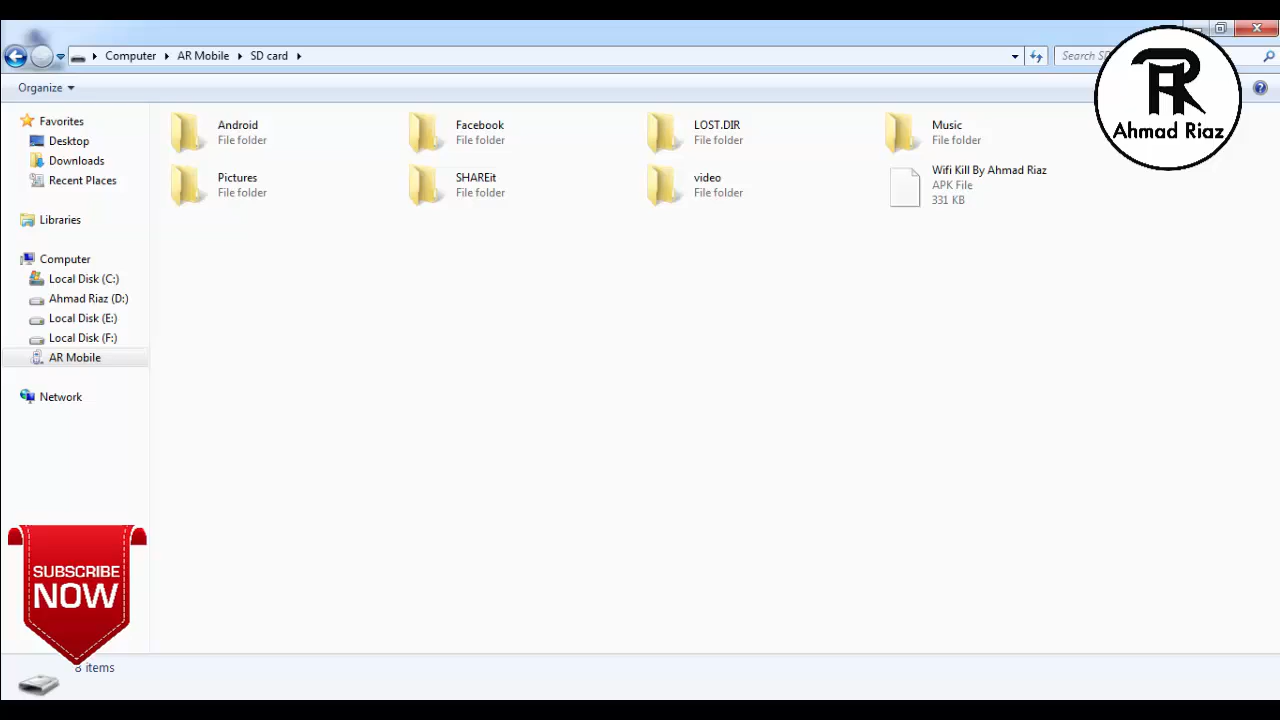 Computer AR Mobile SD card
Search SD
Ahmad Riaz
Organize
Favorites
Desktop
Downloads
Recent Places
Libraries
Computer
Local Disk (C:)
Ahmad Riaz (D:)
Local Disk (E:)
Local Disk (F:)
AR Mobile
Network
Android
File folder
Facebook
File folder
LOST.DIR
File folder
Music
File folder
Pictures
File folder
SHAREit
File folder
video
File folder
Wifi Kill By Ahmad Riaz
APK File
331 KB
SUBSCRIBE
NOW
8 items